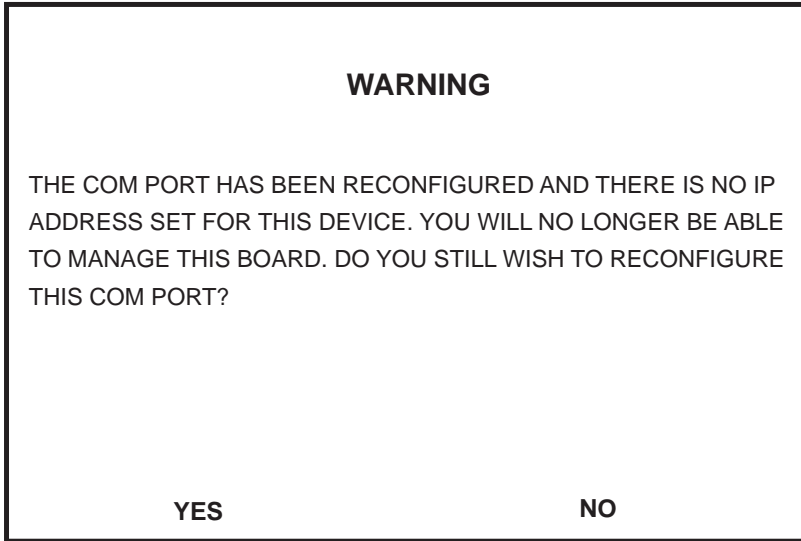 WARNING
THE COM PORT HAS BEEN RECONFIGURED AND THERE IS NO IP
ADDRESS SET FOR THIS DEVICE. YOU WILL NO LONGER BE ABLE
TO MANAGE THIS BOARD. DO YOU STILL WISH TO RECONFIGURE
THIS COM PORT?
YES NO